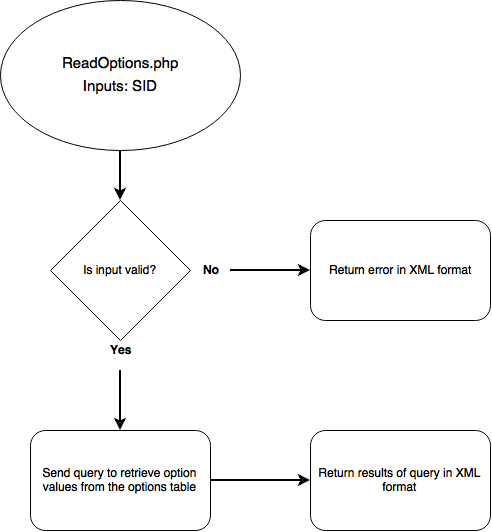 ReadOptions.php
Inputs: SID
Is input valid?
No
Return error in XML format
Yes
Send query to retrieve option
values from the options table
Return results of query in XML
format